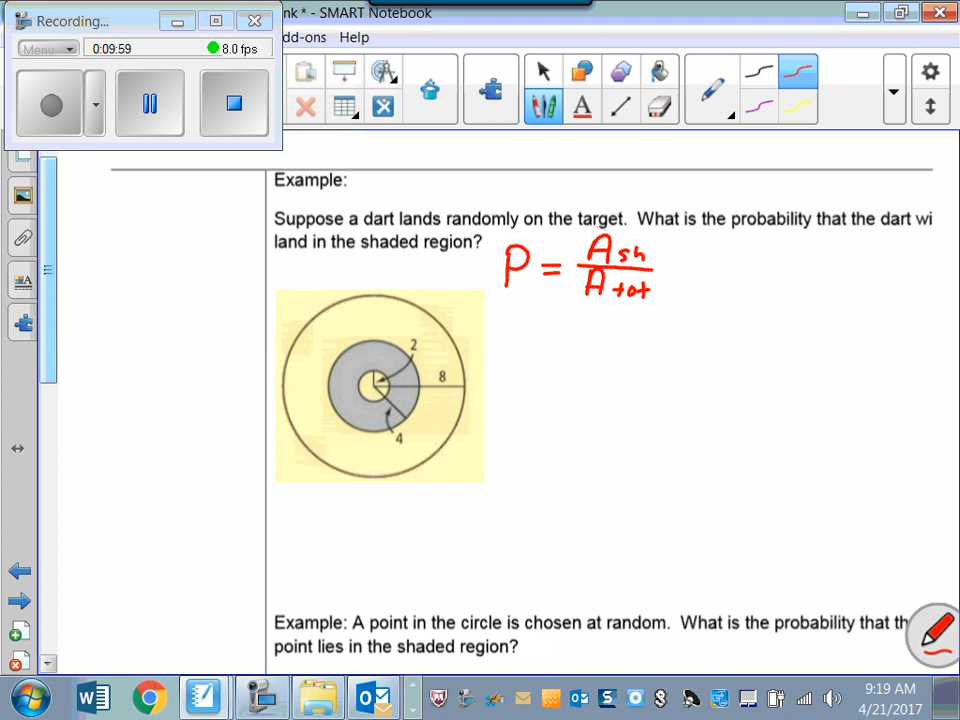 Recording...
nk * - SMART Notebook
dd-ons Help
Menu 0:09:59 8.0 fps
Example:
Suppose a dart lands randomly on the target. What is the probability that the dart wi
land in the shaded region?
P = A sh / A tot
2
8
4
Example: A point in the circle is chosen at random. What is the probability that th
point lies in the shaded region?
9:19 AM
4/21/2017